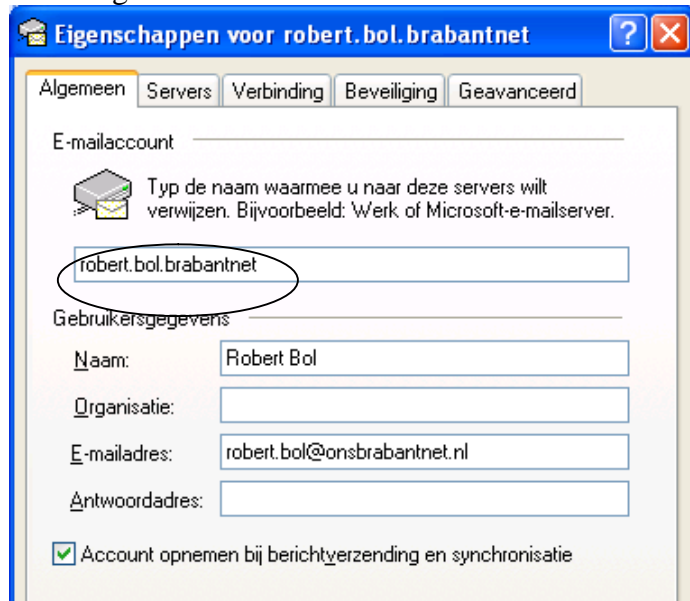 Eigenschappen voor robert.bol.brabantnet
Algemeen Servers Verbinding Beveiliging Geavanceerd
E-mailaccount
Typ de naam waarmee u naar deze servers wilt
verwijzen. Bijvoorbeeld: Werk of Microsoft-e-mailserver.
robert.bol.brabantnet
Gebruikersgegevens
Naam: Robert Bol
Organisatie:
E-mailadres: robert.bol@onsbrabantnet.nl
Antwoordadres:
Account opnemen bij berichtverzending en synchronisatie